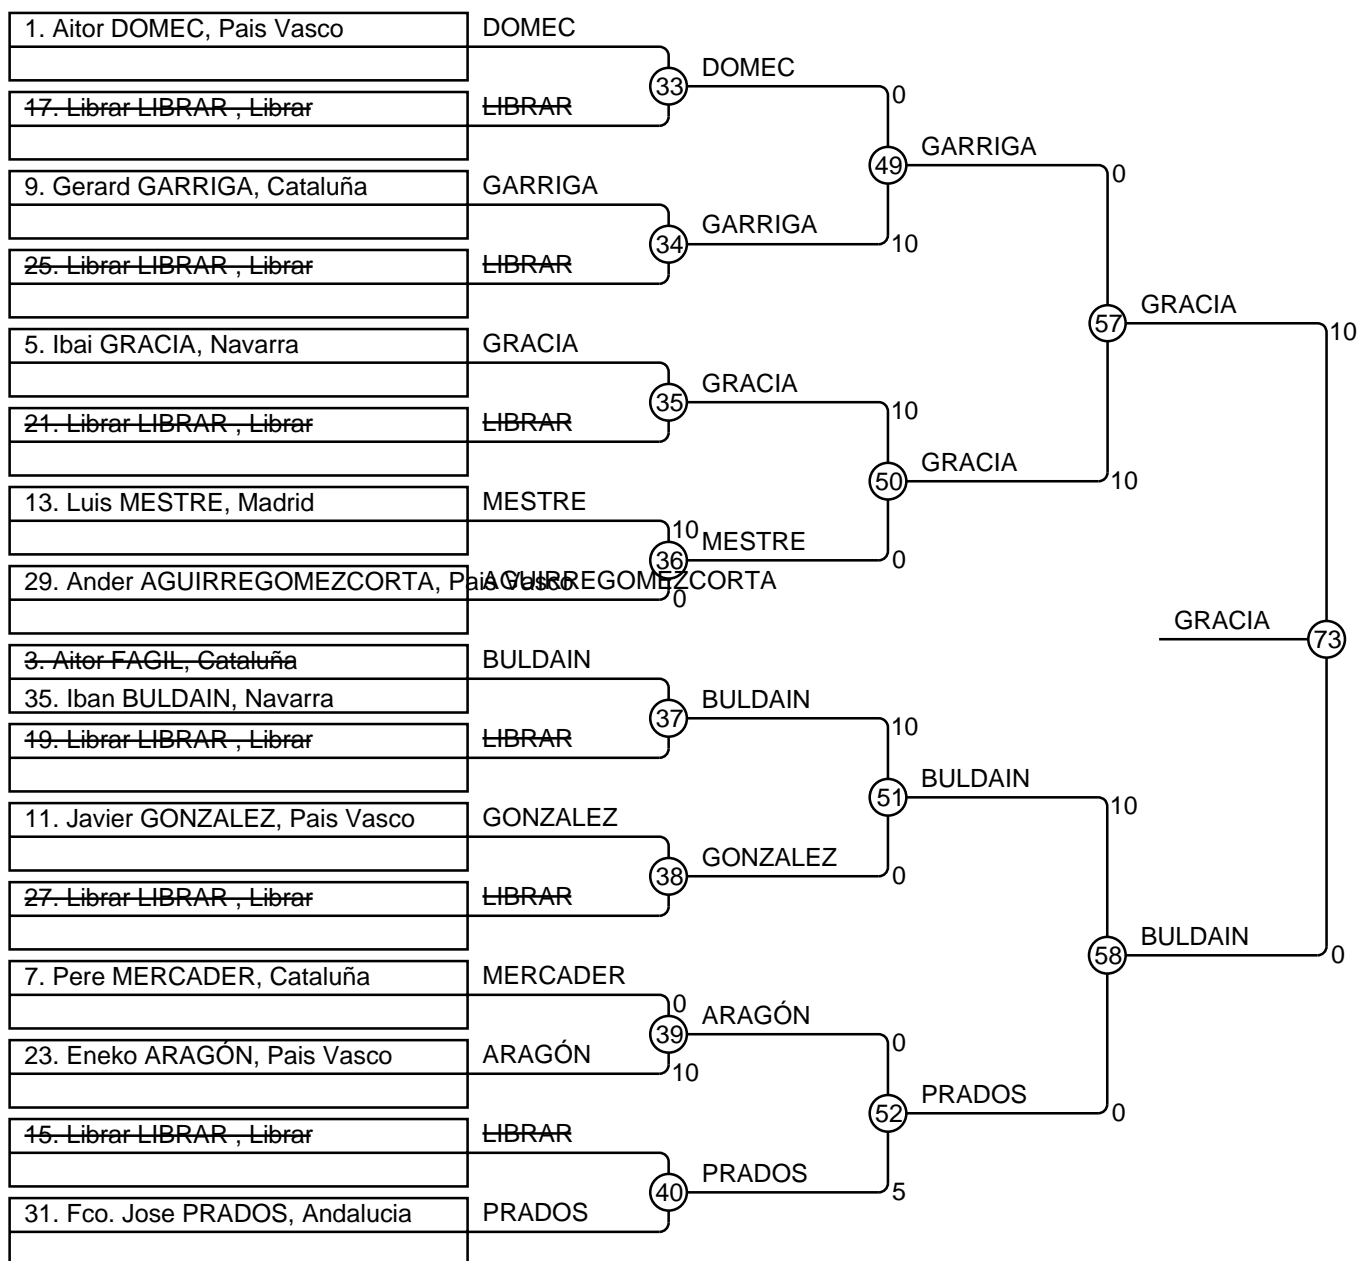 1. Aitor DOMEC, Pais Vasco
DOMEC
33
DOMEC
0
17. Librar LIBRAR , Librar
LIBRAR
49
GARRIGA
0
9. Gerard GARRIGA, Cataluña
GARRIGA
34
GARRIGA
10
25. Librar LIBRAR , Librar
LIBRAR
57
GRACIA
10
5. Ibai GRACIA, Navarra
GRACIA
35
GRACIA
10
21. Librar LIBRAR , Librar
LIBRAR
50
GRACIA
10
13. Luis MESTRE, Madrid
MESTRE
10
36
MESTRE
0
29. Ander AGUIRREGOMEZCORTA, Pais Vasco
AGUIRREGOMEZCORTA
0
GRACIA
73
3. Aitor FAGIL, Cataluña
BULDAIN
35. Iban BULDAIN, Navarra
37
BULDAIN
10
19. Librar LIBRAR , Librar
LIBRAR
51
BULDAIN
10
11. Javier GONZALEZ, Pais Vasco
GONZALEZ
38
GONZALEZ
0
27. Librar LIBRAR , Librar
LIBRAR
58
BULDAIN
0
7. Pere MERCADER, Cataluña
MERCADER
0
39
ARAGÓN
0
23. Eneko ARAGÓN, Pais Vasco
ARAGÓN
10
52
PRADOS
0
15. Librar LIBRAR , Librar
LIBRAR
40
PRADOS
5
31. Fco. Jose PRADOS, Andalucia
PRADOS